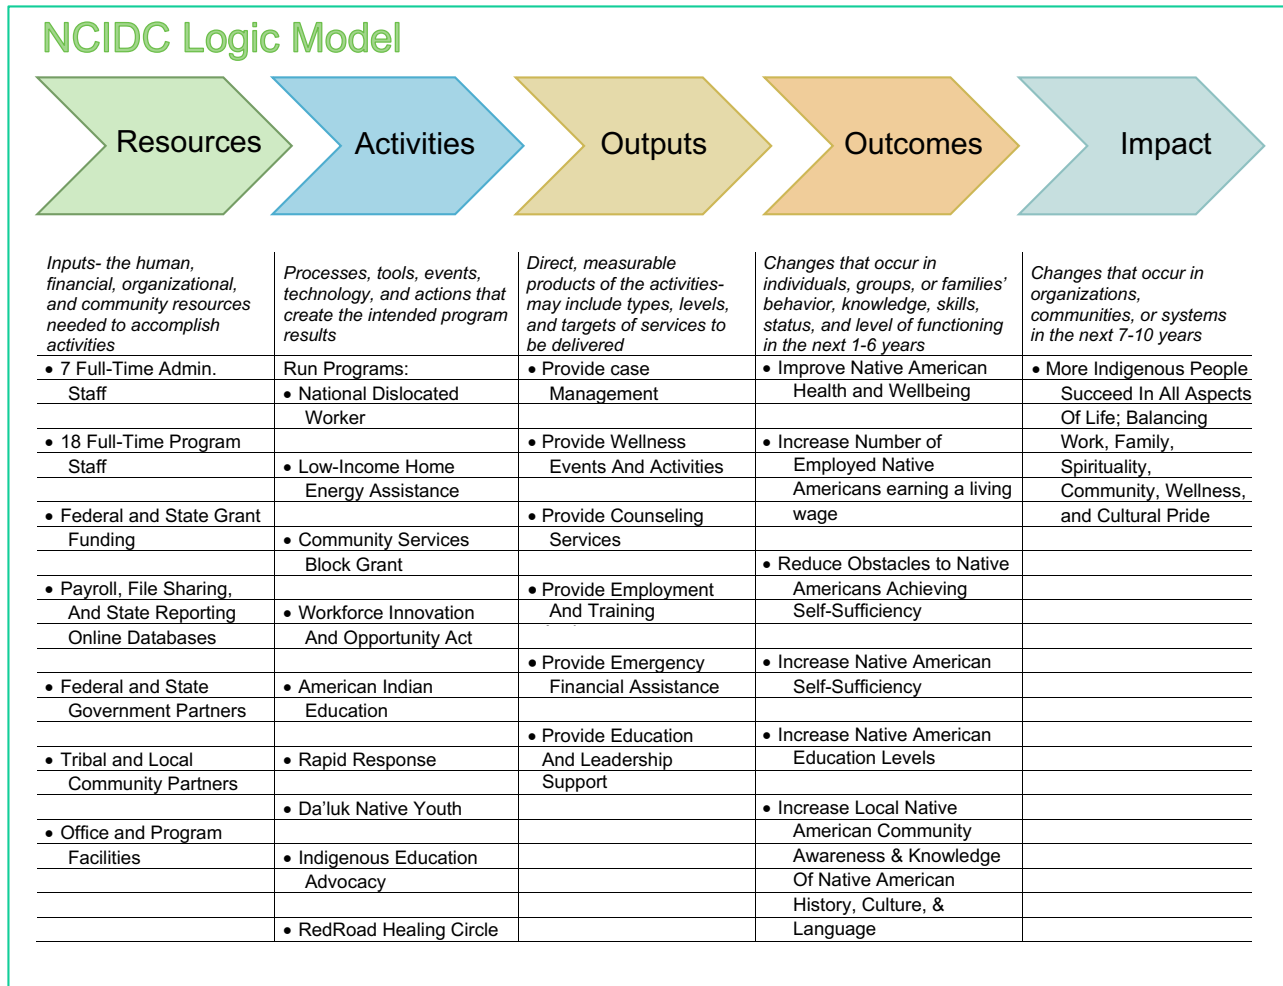 NCIDC Logic Model
Resources
Activities
Outputs
Outcomes
Impact
Inputs- the human,
financial, organizational,
and community resources
needed to accomplish
activities
• 7 Full-Time Admin.
Staff
• 18 Full-Time Program
Staff
• Federal and State Grant
Funding
• Payroll, File Sharing,
And State Reporting
Online Databases
• Federal and State
Government Partners
• Tribal and Local
Community Partners
• Office and Program
Facilities
Processes, tools, events,
technology, and actions that
create the intended program
results
Run Programs:
• National Dislocated
Worker
• Low-Income Home
Energy Assistance
• Community Services
Block Grant
• Workforce Innovation
And Opportunity Act
• American Indian
Education
• Rapid Response
• Da'luk Native Youth
• Indigenous Education
Advocacy
• RedRoad Healing Circle
Direct, measurable
products of the activities-
may include types, levels,
and targets of services to
be delivered
• Provide case
Management
• Provide Wellness
Events And Activities
• Provide Counseling
Services
• Provide Employment
And Training
• Provide Emergency
Financial Assistance
• Provide Education
And Leadership
Support
Changes that occur in
individuals, groups, or families'
behavior, knowledge, skills,
status, and level of functioning
in the next 1-6 years
• Improve Native American
Health and Wellbeing
• Increase Number of
Employed Native
Americans earning a living
wage
• Reduce Obstacles to Native
Americans Achieving
Self-Sufficiency
• Increase Native American
Self-Sufficiency
• Increase Native American
Education Levels
• Increase Local Native
American Community
Awareness & Knowledge
Of Native American
History, Culture, &
Language
Changes that occur in
organizations,
communities, or systems
in the next 7-10 years
• More Indigenous People
Succeed In All Aspects
Of Life; Balancing
Work, Family,
Spirituality,
Community, Wellness,
and Cultural Pride